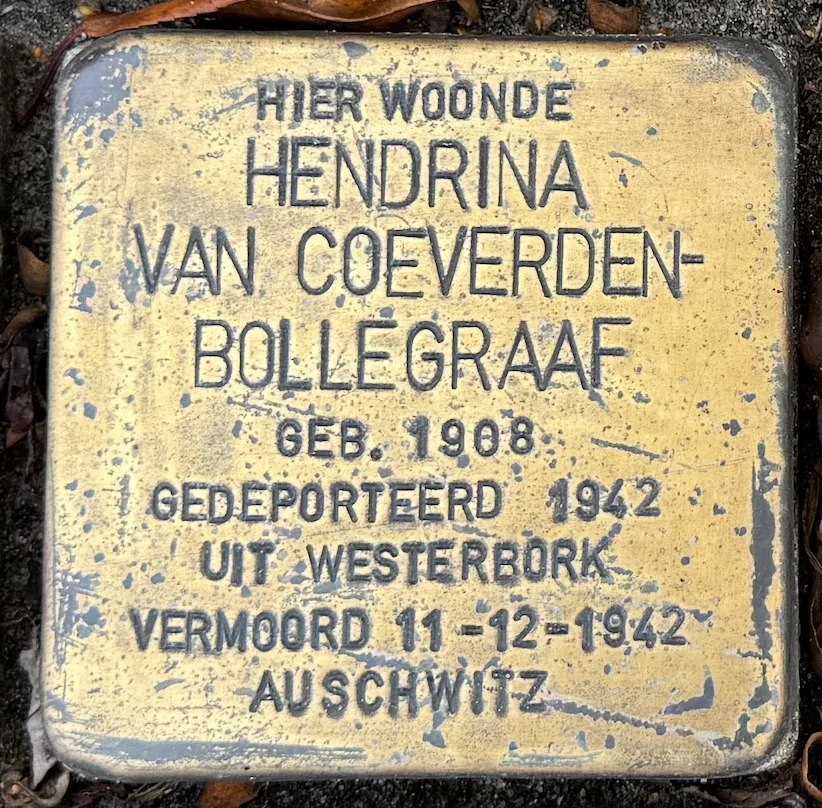 HIER WOONDE
HENDRINA
VAN COEVERDEN-
BOLLEGRAAF
GEB. 1908
GEDEPORTEERD 1942
UIT WESTERBORK
VERMOORD 11-12-1942
AUSCHWITZ